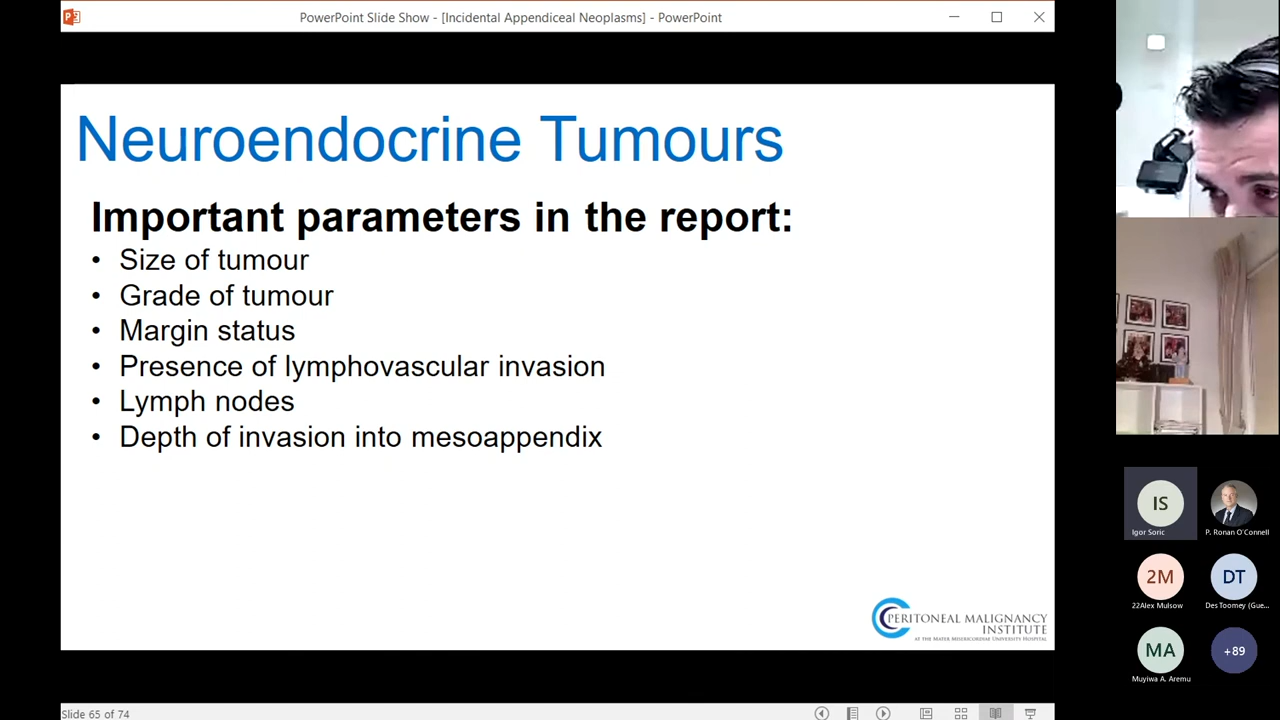 PowerPoint Slide Show - [Incidental Appendiceal Neoplasms] - PowerPoint
Neuroendocrine Tumours
Important parameters in the report:
• Size of tumour
• Grade of tumour
• Margin status
• Presence of lymphovascular invasion
• Lymph nodes
• Depth of invasion into mesoappendix
PERITONEAL MALIGNANCY
INSTITUTE
AT THE MATER MISERICORDIAE UNIVERSITY HOSPITAL
Slide 65 of 74
IS
Igor Soric
P. Ronan O'Connell
2M
22Alex Mulsow
DT
Des Toomey (Gue...
MA
Muyiwa A. Aremu
+89